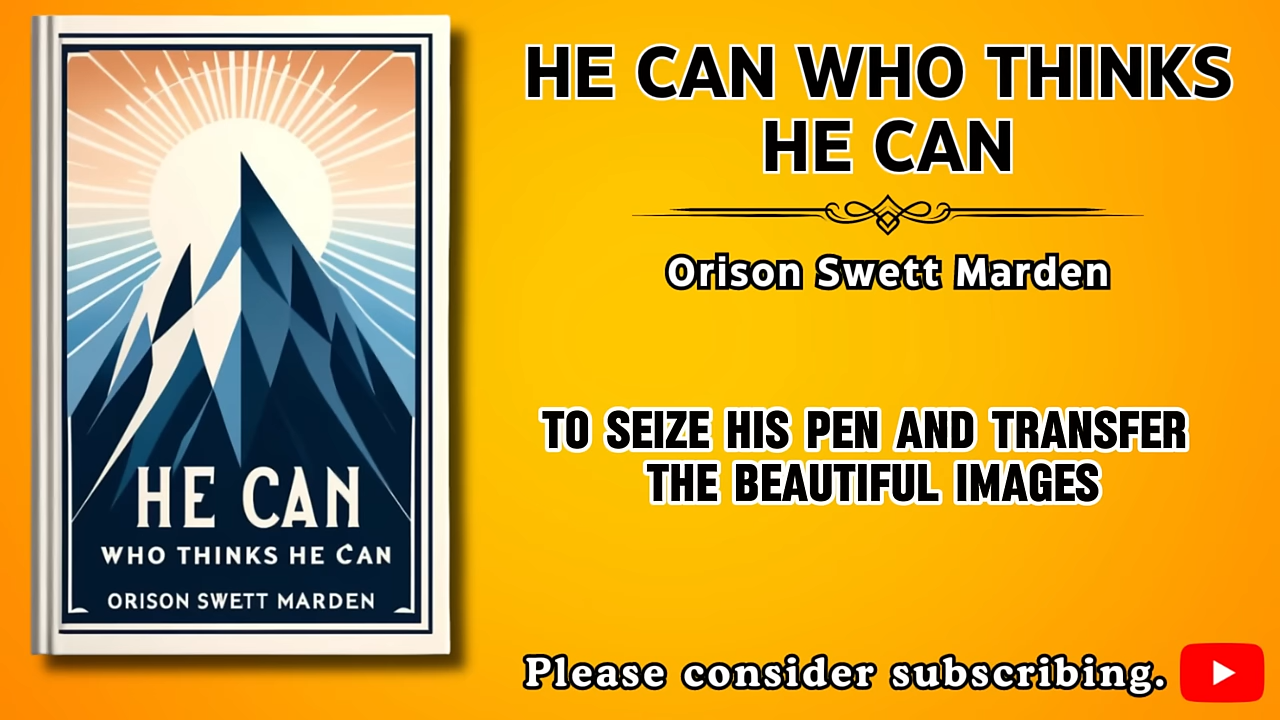 HE CAN
WHO THINKS HE CAN
ORISON SWETT MARDEN
HE CAN WHO THINKS
HE CAN
Orison Swett Marden
TO SEIZE HIS PEN AND TRANSFER
THE BEAUTIFUL IMAGES
Please consider subscribing.